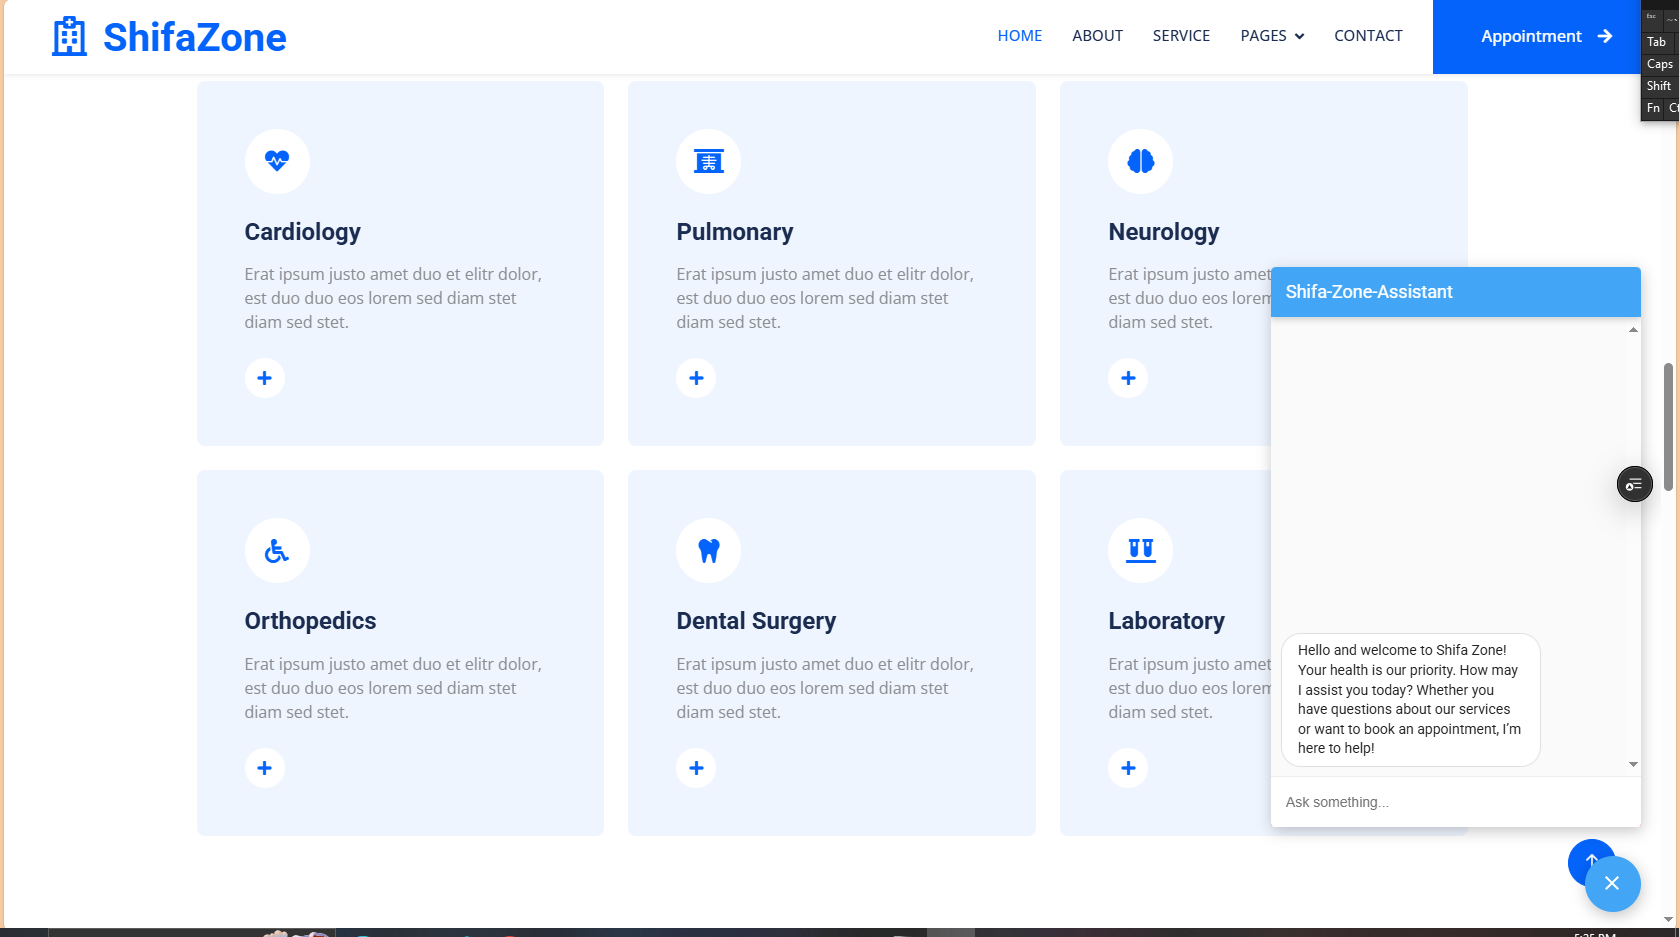 ShifaZone
HOME ABOUT SERVICE PAGES CONTACT
Appointment
Esc
Tab
Caps
Shift
Fn
Cardiology
Erat ipsum justo amet duo et elitr dolor,
est duo duo eos lorem sed diam stet
diam sed stet.
Pulmonary
Erat ipsum justo amet duo et elitr dolor,
est duo duo eos lorem sed diam stet
diam sed stet.
Neurology
Erat ipsum justo amet
est duo duo eos lorem
diam sed stet.
Orthopedics
Erat ipsum justo amet duo et elitr dolor,
est duo duo eos lorem sed diam stet
diam sed stet.
Dental Surgery
Erat ipsum justo amet duo et elitr dolor,
est duo duo eos lorem sed diam stet
diam sed stet.
Laboratory
Erat ipsum justo amet
est duo duo eos lorem
diam sed stet.
Shifa-Zone-Assistant
Hello and welcome to Shifa Zone!
Your health is our priority. How may
I assist you today? Whether you
have questions about our services
or want to book an appointment, I'm
here to help!
Ask something...